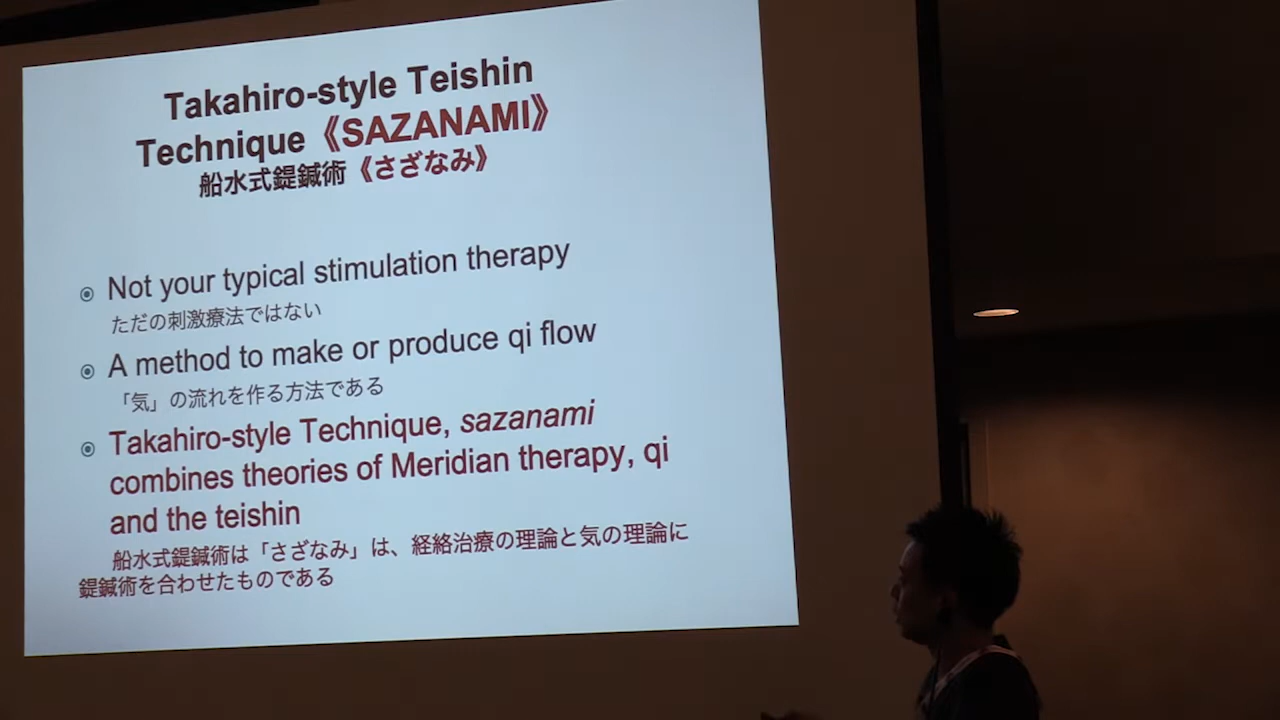 Takahiro-style Teishin
Technique《SAZANAMI》
船水式鍉鍼術《さざなみ》
Not your typical stimulation therapy
ただの刺激療法ではない
A method to make or produce qi flow
「気」の流れを作る方法である
Takahiro-style Technique, sazanami
combines theories of Meridian therapy, qi
and the teishin
船水式鍉鍼術は「さざなみ」は、経絡治療の理論と気の理論に
鍉鍼術を合わせたものである